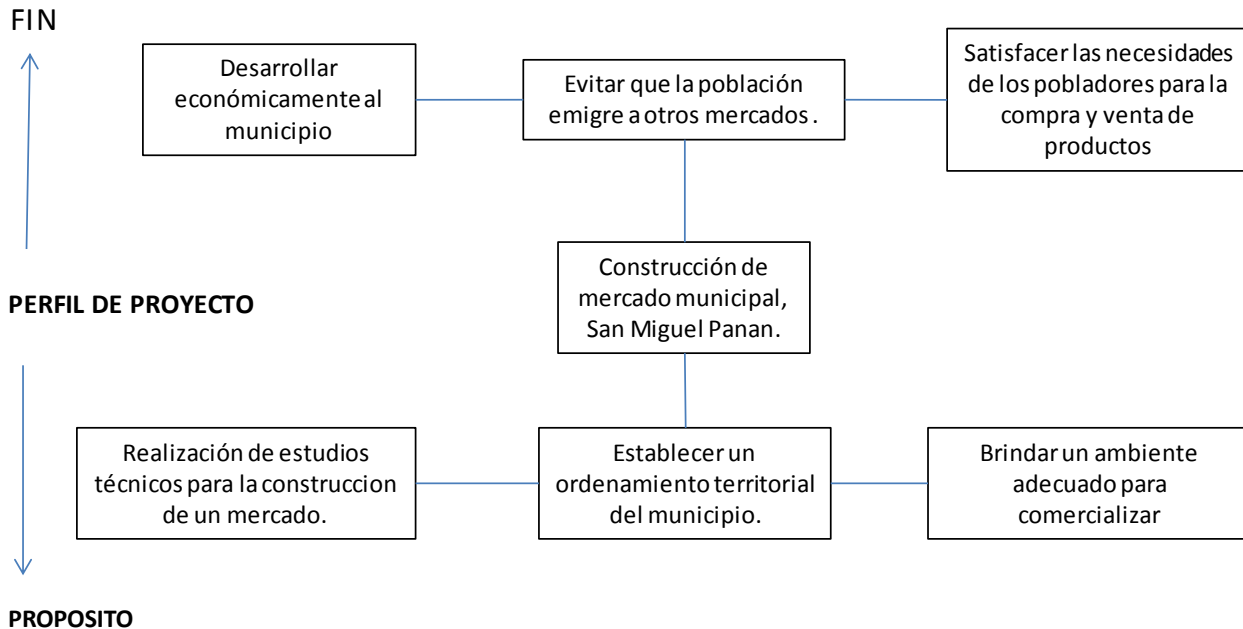 FIN
Desarrollar
económicamente al
municipio
Evitar que la población
emigre a otros mercados .
Satisfacer las necesidades
de los pobladores para la
compra y venta de
productos
Construcción de
mercado municipal,
San Miguel Panan.
PERFIL DE PROYECTO
Realización de estudios
técnicos para la construccion
de un mercado.
Establecer un
ordenamiento territorial
del municipio.
Brindar un ambiente
adecuado para
comercializar
PROPOSITO